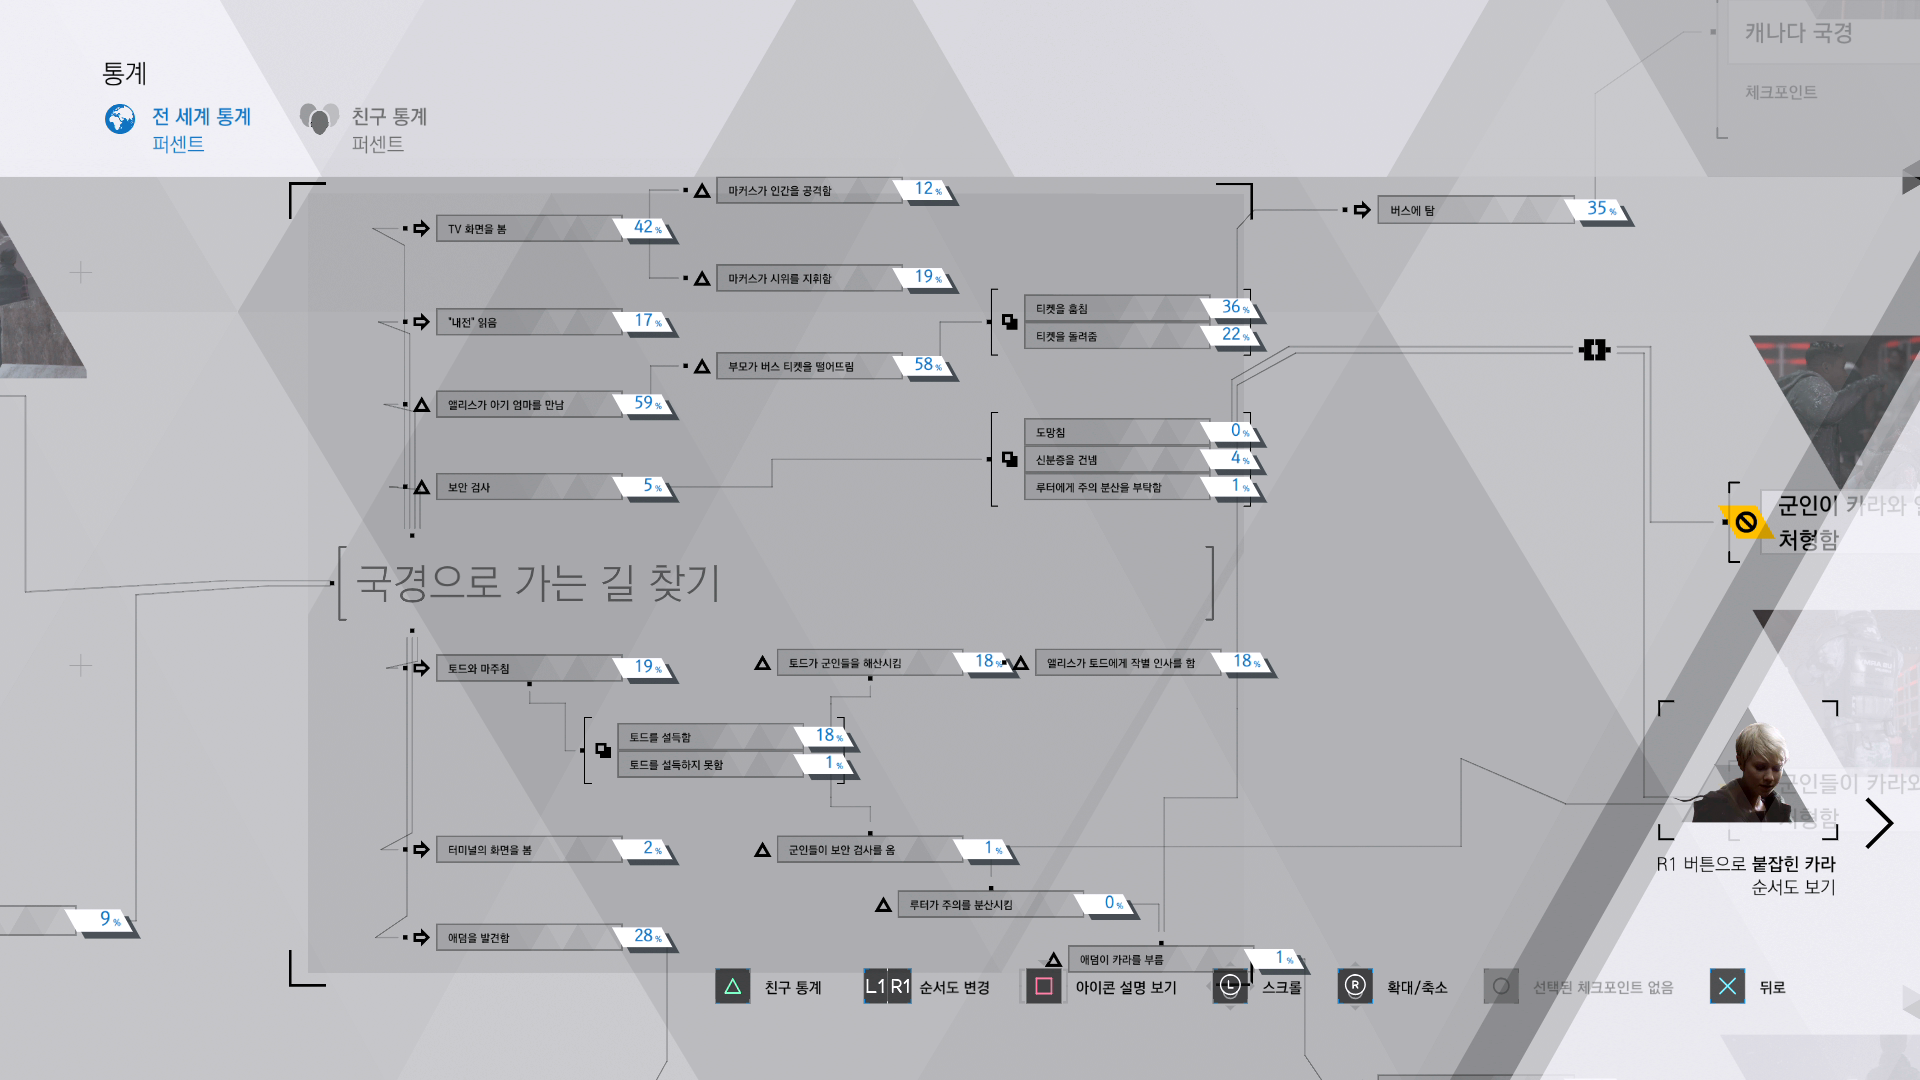 통계
전 세계 통계
퍼센트
친구 통계
퍼센트
캐나다 국경
체크포인트
마커스가 인간을 공격함 12%
TV 화면을 봄 42%
마커스가 시위를 지휘함 19%
버스에 탐 35%
"내전" 읽음 17%
티켓을 훔침 36%
티켓을 돌려줌 22%
부모가 버스 티켓을 떨어뜨림 58%
앨리스가 아기 엄마를 만남 59%
보안 검사 5%
도망침 0%
신분증을 건넴 4%
루터에게 주의 분산을 부탁함 1%
군인이 카라와
처형함
국경으로 가는 길 찾기
토드와 마주침 19%
토드가 군인들을 해산시킴 18%
앨리스가 토드에게 작별 인사를 함 18%
토드를 설득함 18%
토드를 설득하지 못함 1%
군인들이 카라와
처형함
터미널의 화면을 봄 2%
군인들이 보안 검사를 옴 1%
R1 버튼으로 붙잡힌 카라
순서도 보기
루터가 주의를 분산시킴 0%
9%
애덤을 발견함 28%
애덤이 카라를 부름 1%
친구 통계
L1 R1 순서도 변경
아이콘 설명 보기
L 스크롤
R 확대/축소
선택된 체크포인트 없음
뒤로